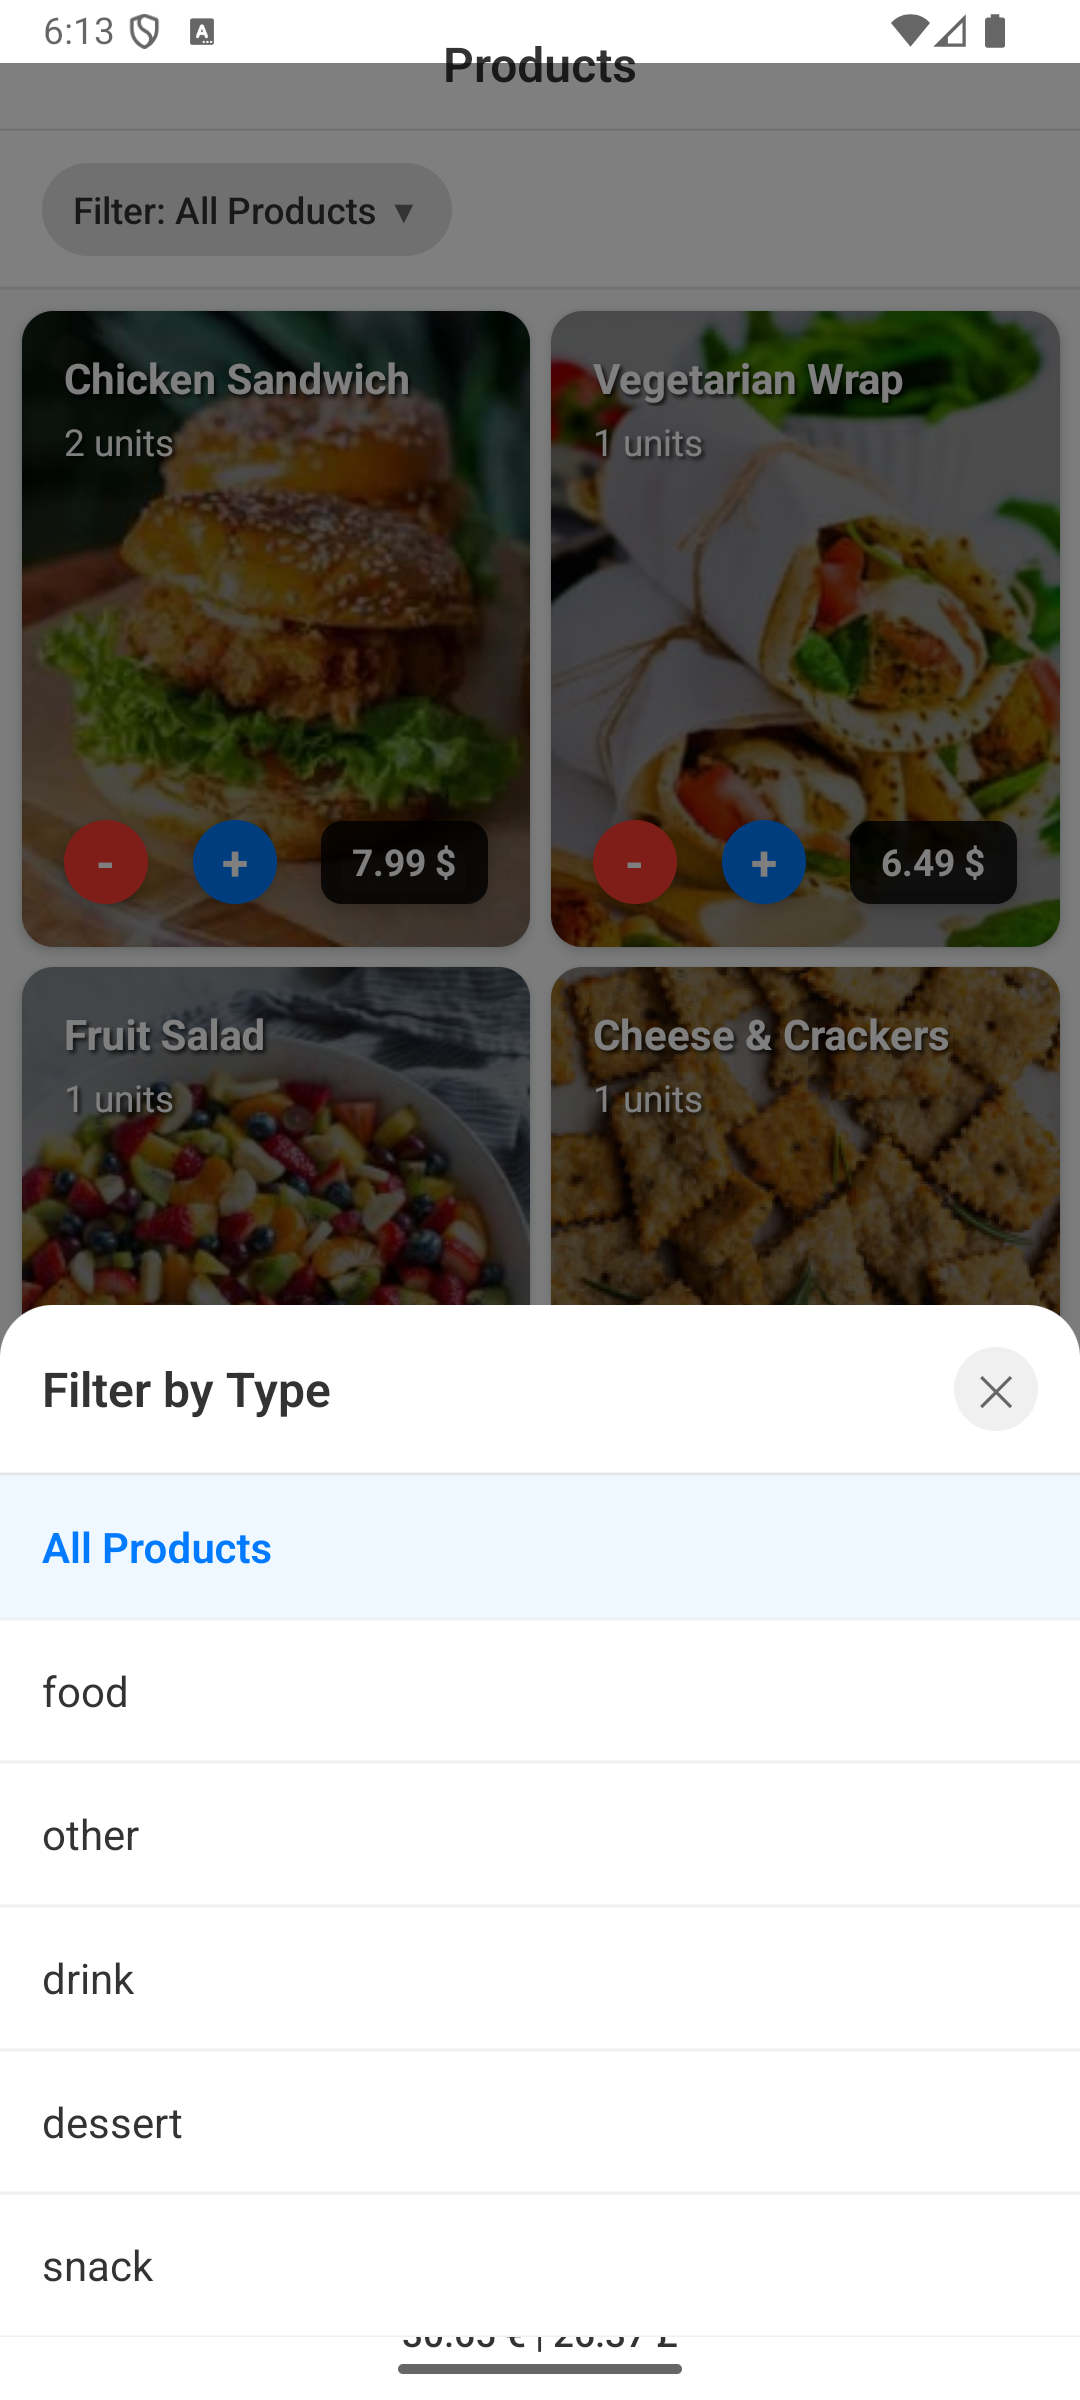 6:13
Products
Filter: All Products ▼
Chicken Sandwich
2 units
- + 7.99 $
Vegetarian Wrap
1 units
- + 6.49 $
Fruit Salad
1 units
Cheese & Crackers
1 units
Filter by Type
All Products
food
other
drink
dessert
snack